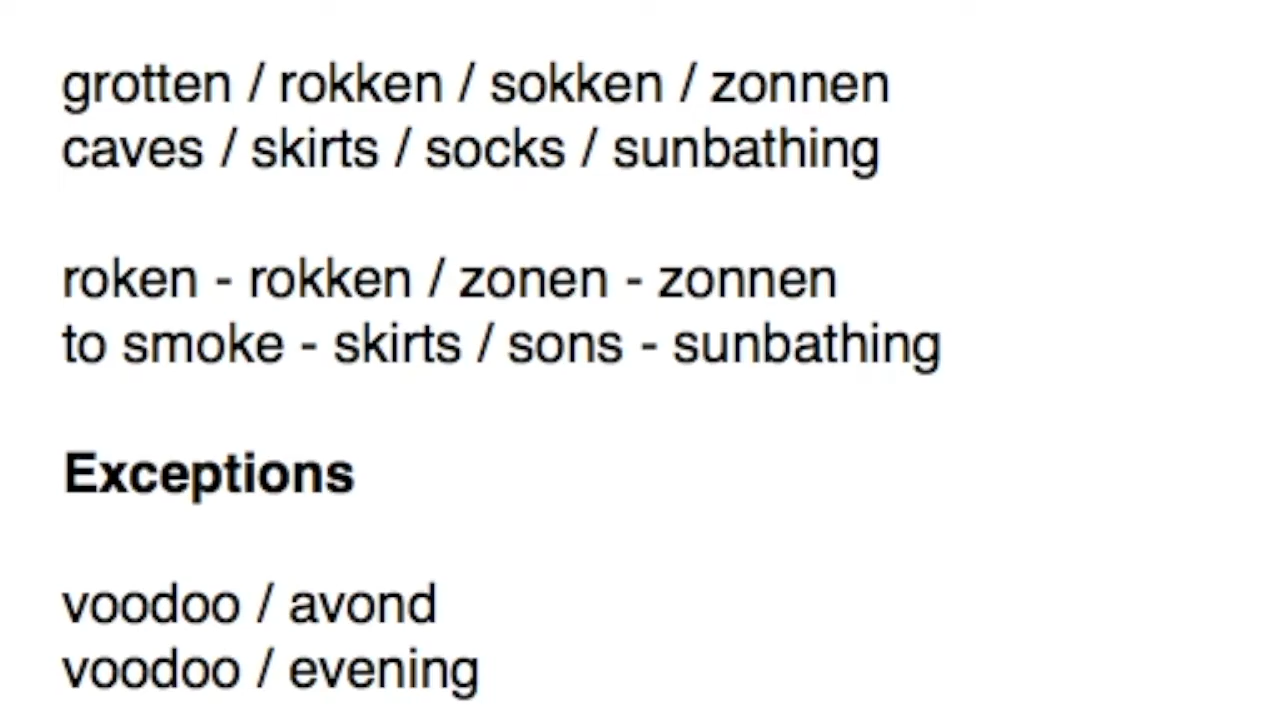 grotten / rokken / sokken / zonnen
caves / skirts / socks / sunbathing
roken - rokken / zonen - zonnen
to smoke - skirts / sons - sunbathing
Exceptions
voodoo / avond
voodoo / evening